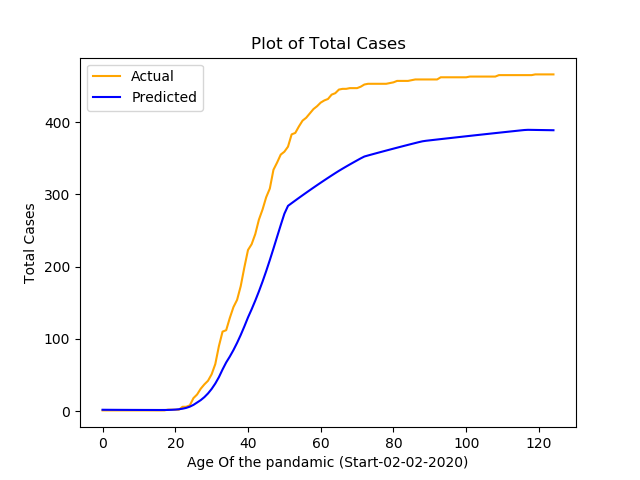 Plot of Total Cases
Actual
Predicted
400
300
200
100
0
Total Cases
0 20 40 60 80 100 120
Age Of the pandamic (Start-02-02-2020)